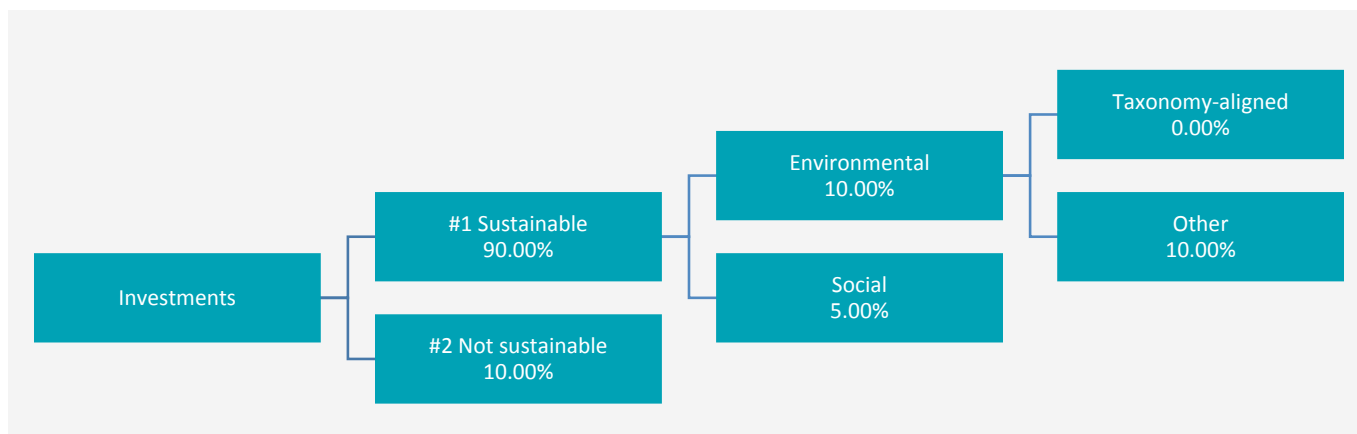 Investments
#1 Sustainable
90.00%
#2 Not sustainable
10.00%
Environmental
10.00%
Social
5.00%
Taxonomy-aligned
0.00%
Other
10.00%